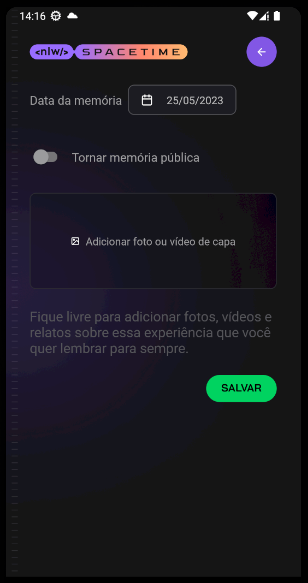 14:16
<nlw/> SPACETIME
Data da memória 25/05/2023
Tornar memória pública
Adicionar foto ou vídeo de capa
Fique livre para adicionar fotos, vídeos e
relatos sobre essa experiência que você
quer lembrar para sempre.
SALVAR